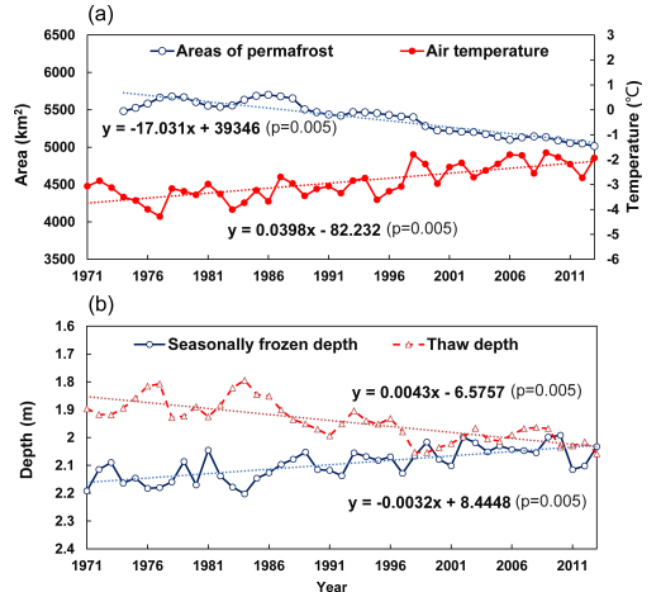 (a)
6500
6000
5500
5000
4500
4000
3500
Area (km²)
Areas of permafrost
Air temperature
3
2
1
0
-1
-2
-3
-4
-5
-6
Temperature (℃)
y = -17.031x + 39346 (p=0.005)
y = 0.0398x - 82.232 (p=0.005)
1971 1976 1981 1986 1991 1996 2001 2006 2011
(b)
1.6
1.7
1.8
1.9
2
2.1
2.2
2.3
2.4
Depth (m)
Seasonally frozen depth
Thaw depth
y = 0.0043x - 6.5757 (p=0.005)
y = -0.0032x + 8.4448 (p=0.005)
1971 1976 1981 1986 1991 1996 2001 2006 2011
Year